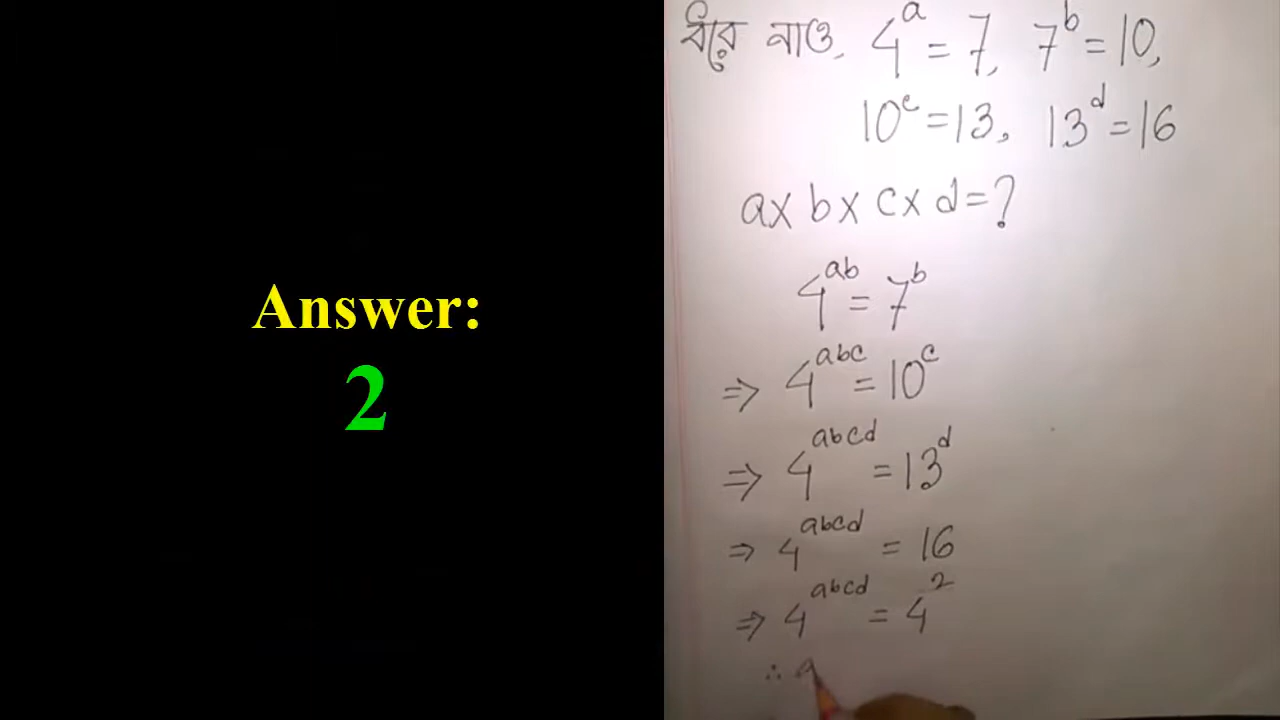 Answer:
2
ধরে নাও, 4^a = 7, 7^b = 10,
10^c = 13, 13^d = 16
a x b x c x d = ?
4^ab = 7^b
⇒ 4^abc = 10^c
⇒ 4^abcd = 13^d
⇒ 4^abcd = 16
⇒ 4^abcd = 4^2
∴ a